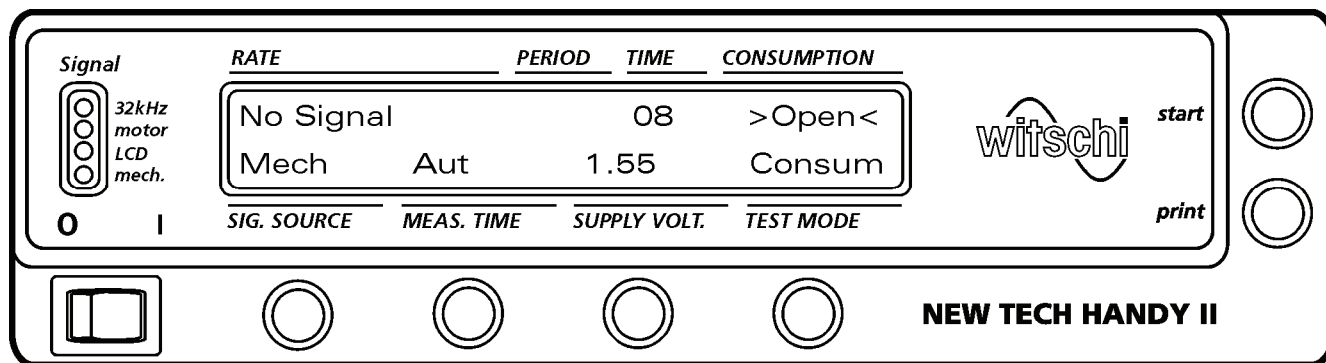 Signal
32kHz
motor
LCD
mech.
O I
RATE PERIOD TIME CONSUMPTION
No Signal 08 >Open<
Mech Aut 1.55 Consum
SIG. SOURCE MEAS. TIME SUPPLY VOLT. TEST MODE
witschi
start
print
NEW TECH HANDY II